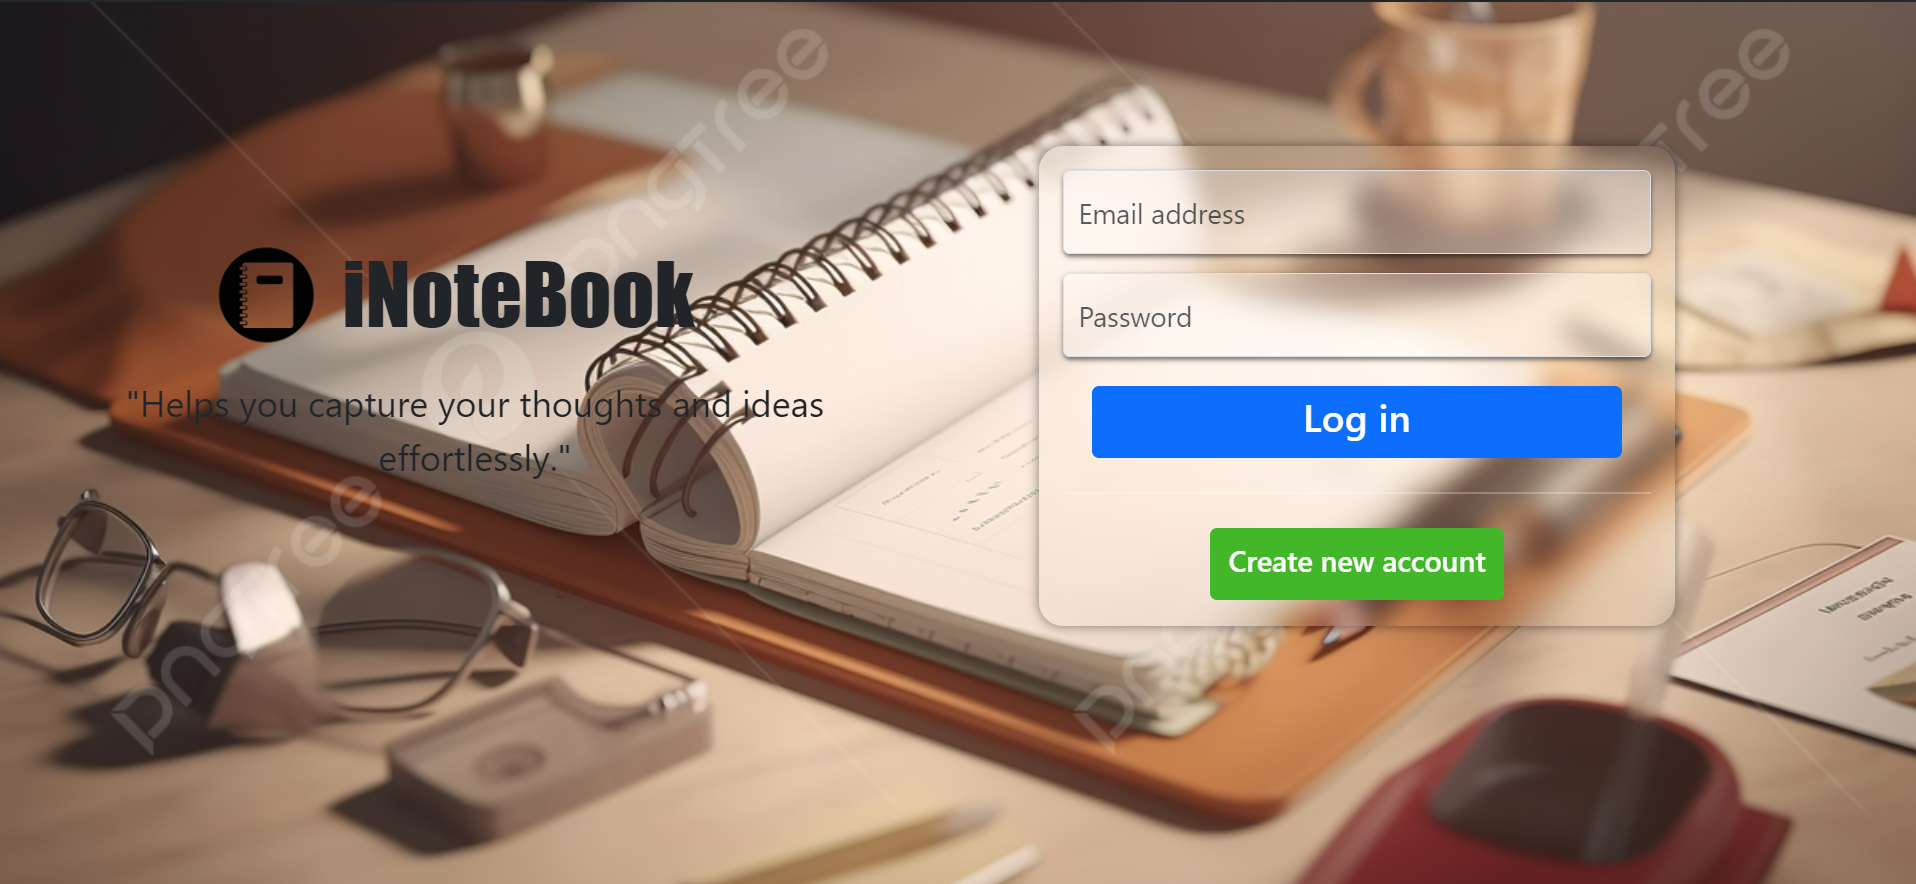 iNoteBook
"Helps you capture your thoughts and ideas
effortlessly."
Email address
Password
Log in
Create new account
pngtree
pngtree
pngtree